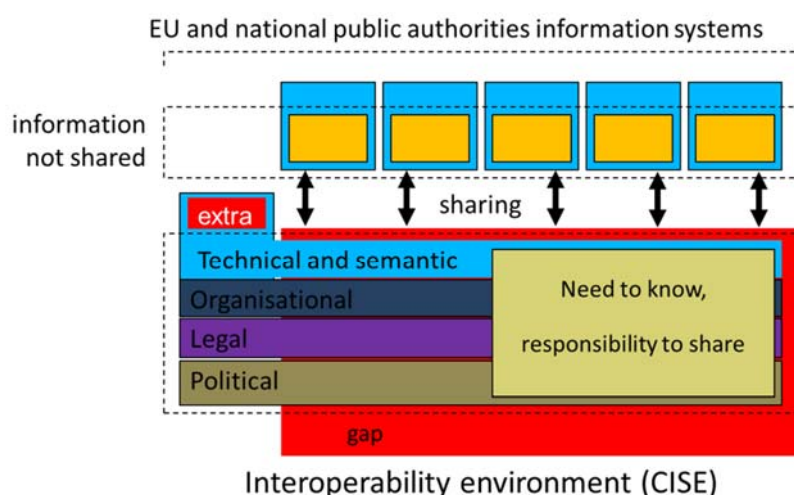 EU and national public authorities information systems
information
not shared
sharing
extra
Technical and semantic
Organisational
Legal
Political
Need to know,
responsibility to share
gap
Interoperability environment (CISE)